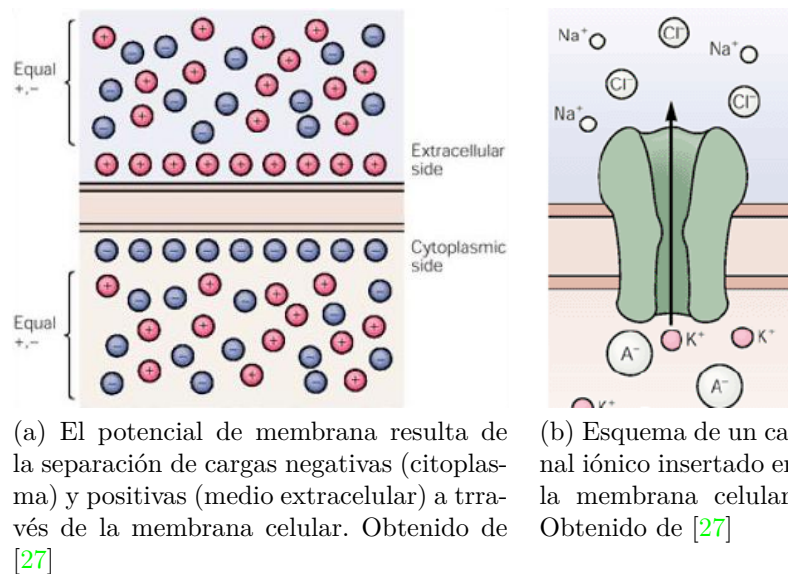 Equal
+,−
Extracellular
side
Cytoplasmic
side
Equal
+,−
Na⁺
Cl⁻
Na⁺
Cl⁻
Cl⁻
Na⁺
K⁺
K⁺
A⁻
A⁻
K⁺
(a) El potencial de membrana resulta de
la separación de cargas negativas (citoplas-
ma) y positivas (medio extracelular) a trra-
vés de la membrana celular. Obtenido de
[27]
(b) Esquema de un ca
nal iónico insertado en
la membrana celular
Obtenido de [27]